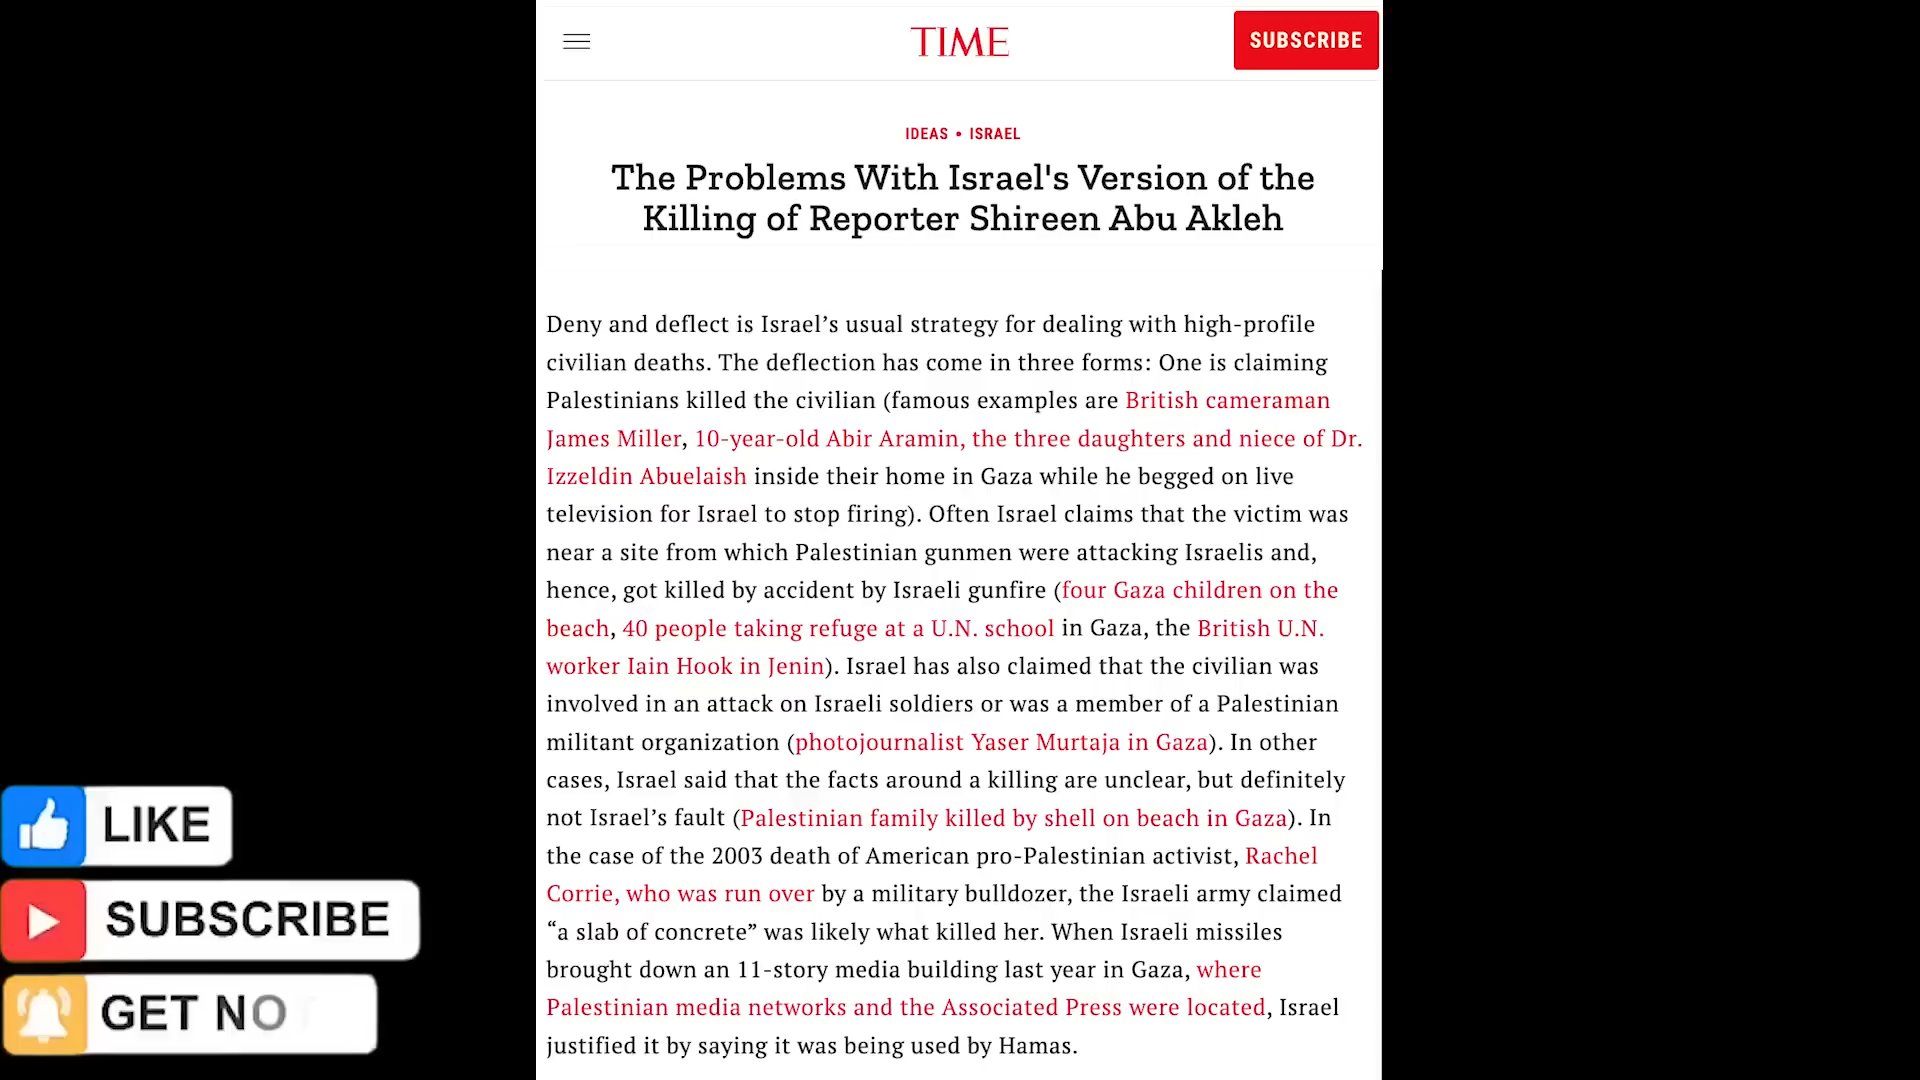 TIME
SUBSCRIBE
IDEAS • ISRAEL
The Problems With Israel's Version of the
Killing of Reporter Shireen Abu Akleh
Deny and deflect is Israel’s usual strategy for dealing with high-profile
civilian deaths. The deflection has come in three forms: One is claiming
Palestinians killed the civilian (famous examples are British cameraman
James Miller, 10-year-old Abir Aramin, the three daughters and niece of Dr.
Izzeldin Abuelaish inside their home in Gaza while he begged on live
television for Israel to stop firing). Often Israel claims that the victim was
near a site from which Palestinian gunmen were attacking Israelis and,
hence, got killed by accident by Israeli gunfire (four Gaza children on the
beach, 40 people taking refuge at a U.N. school in Gaza, the British U.N.
worker Iain Hook in Jenin). Israel has also claimed that the civilian was
involved in an attack on Israeli soldiers or was a member of a Palestinian
militant organization (photojournalist Yaser Murtaja in Gaza). In other
cases, Israel said that the facts around a killing are unclear, but definitely
not Israel’s fault (Palestinian family killed by shell on beach in Gaza). In
the case of the 2003 death of American pro-Palestinian activist, Rachel
Corrie, who was run over by a military bulldozer, the Israeli army claimed
“a slab of concrete” was likely what killed her. When Israeli missiles
brought down an 11-story media building last year in Gaza, where
Palestinian media networks and the Associated Press were located, Israel
justified it by saying it was being used by Hamas.
LIKE
SUBSCRIBE
GET NO